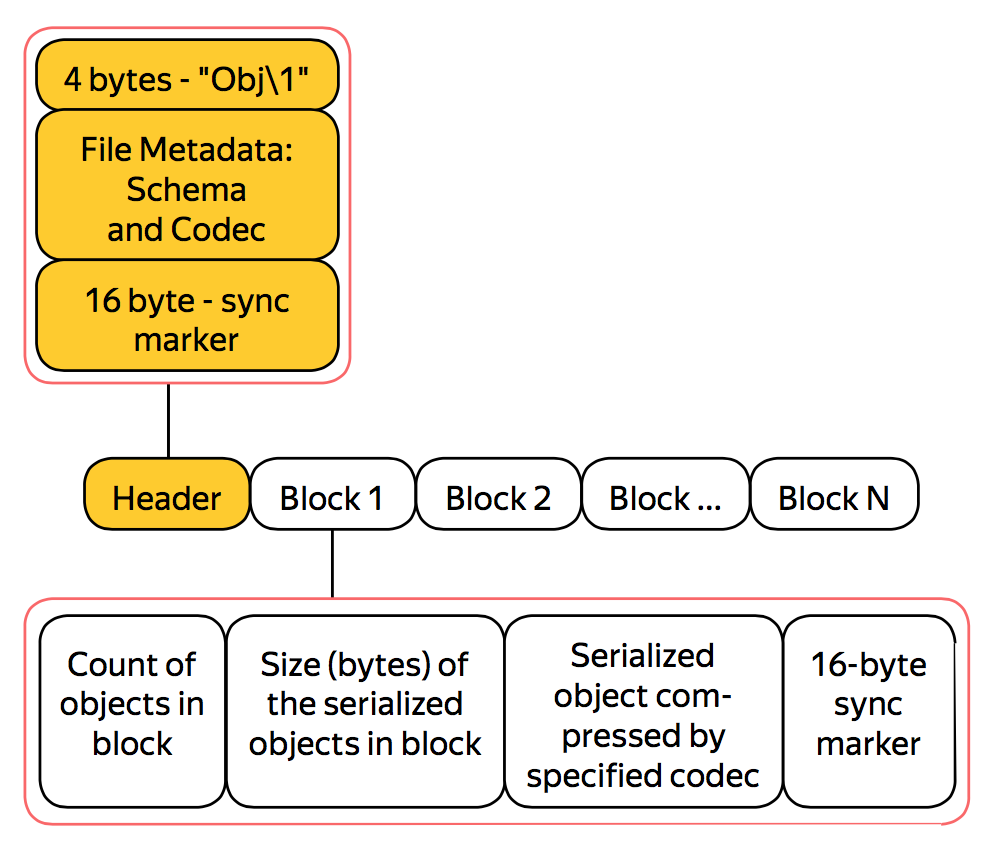 4 bytes - "Obj\1"
File Metadata:
Schema
and Codec
16 byte - sync
marker
Header
Block 1
Block 2
Block ...
Block N
Count of
objects in
block
Size (bytes) of
the serialized
objects in block
Serialized
object com-
pressed by
specified codec
16-byte
sync
marker